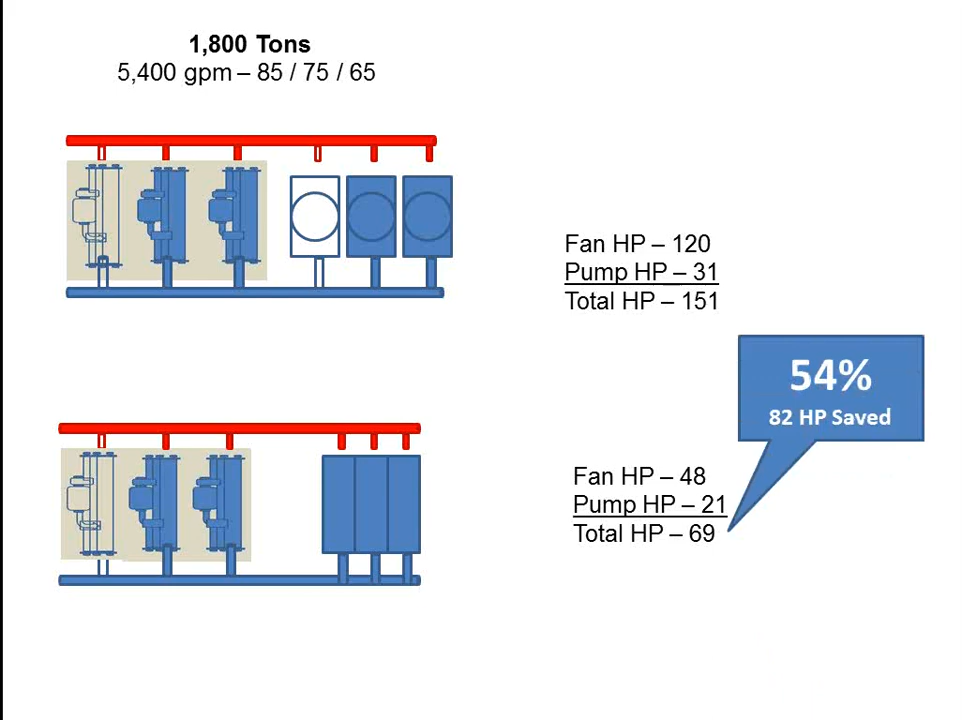 1,800 Tons
5,400 gpm – 85 / 75 / 65
Fan HP – 120
Pump HP – 31
Total HP – 151
54%
82 HP Saved
Fan HP – 48
Pump HP – 21
Total HP – 69